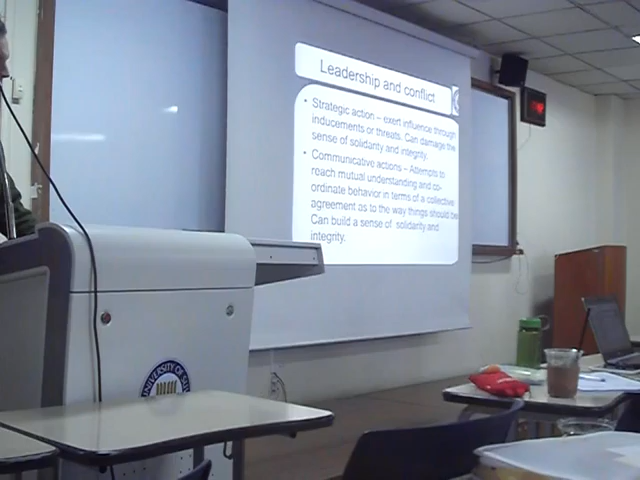 Leadership and conflict
• Strategic action – exert influence through
inducements or threats. Can damage the
sense of solidarity and integrity.
• Communicative actions – Attempts to
reach mutual understanding and co-
ordinate behavior in terms of a collective
agreement as to the way things should be
Can build a sense of solidarity and
integrity.
UNIVERSITY OF